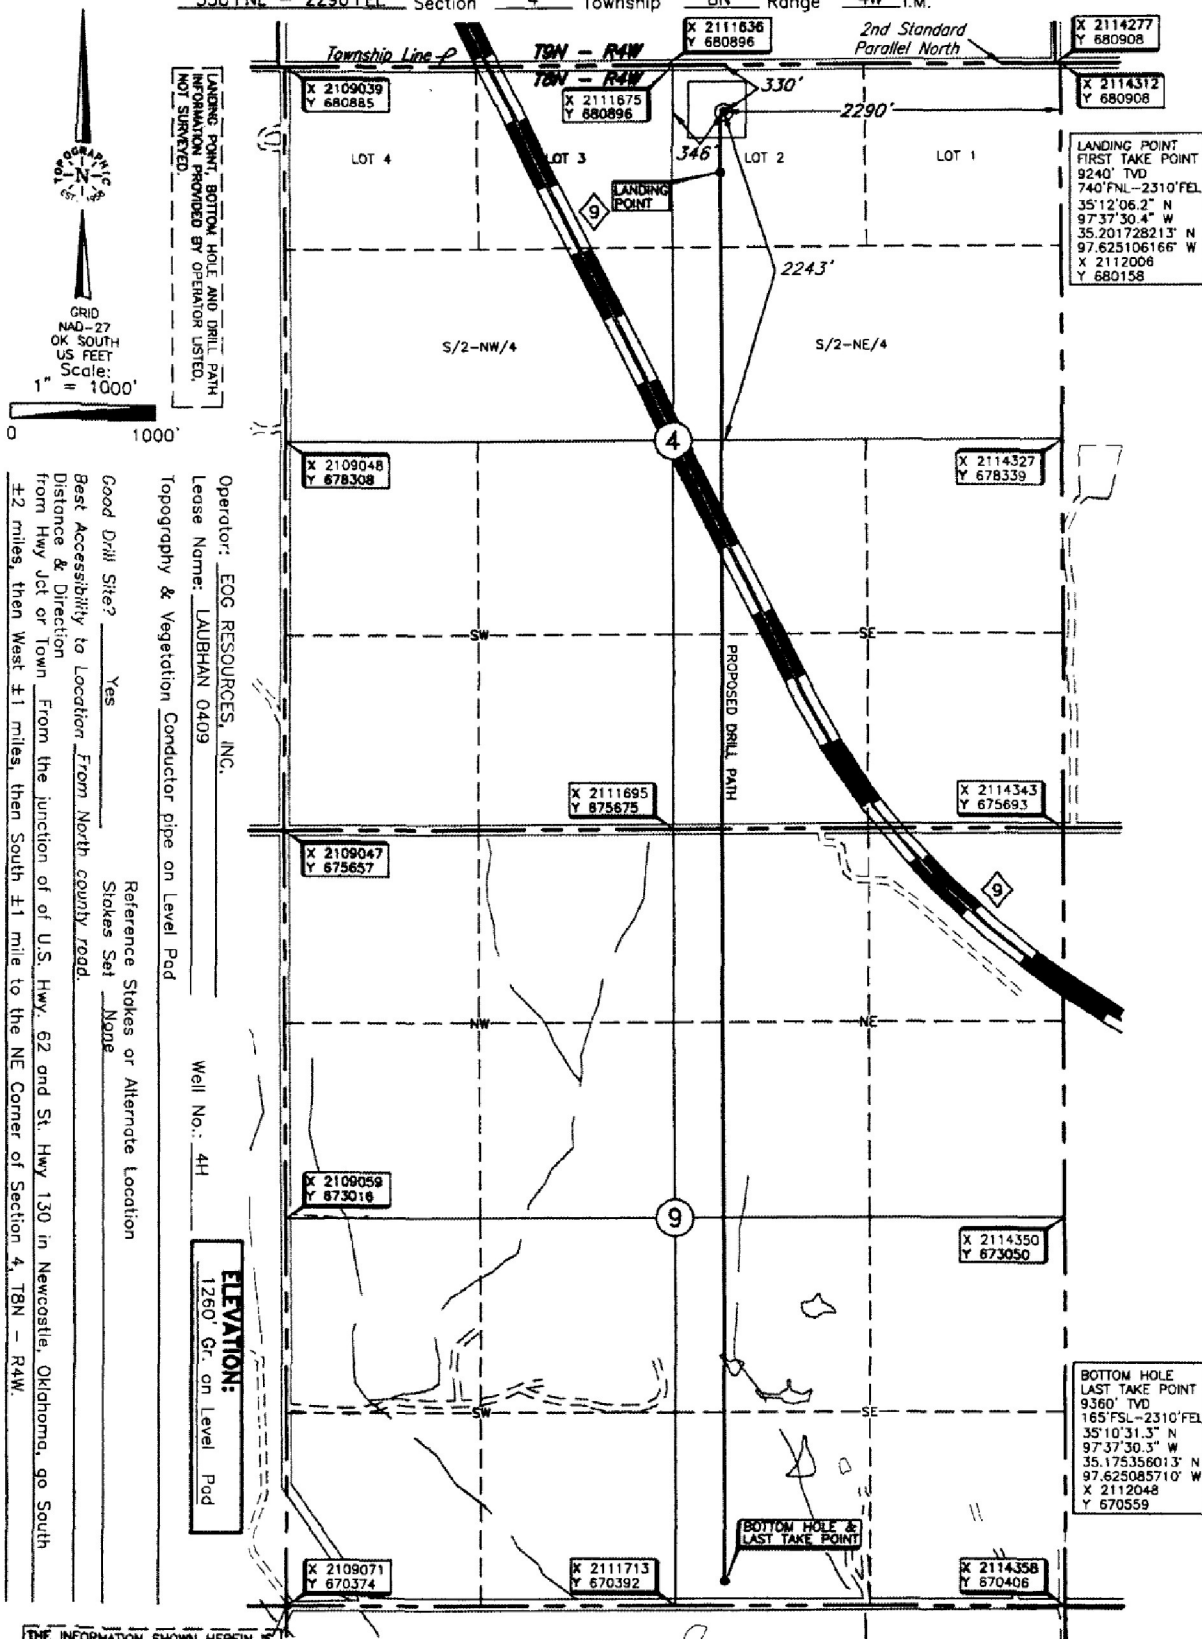 330'FNL - 2290'FEL Section 4 Township 8N Range 4W I.M.
X 2111636
Y 680896
2nd Standard
Parallel North
X 2114277
Y 680908
Township Line
T9N - R4W
T8N - R4W
X 2109039
Y 680885
X 2111675
Y 680896
330'
X 2114312
Y 680908
2290'
346'
LOT 4
LOT 3
LOT 2
LOT 1
LANDING
POINT
9
2243'
S/2-NW/4
S/2-NE/4
LANDING POINT
FIRST TAKE POINT
9240' TVD
740'FNL-2310'FEL
35°12'06.2" N
97°37'30.4" W
35.201728213° N
97.625106166° W
X 2112006
Y 680158
TOPOGRAPHIC
N
EST. 1959
GRID
NAD-27
OK SOUTH
US FEET
Scale:
1" = 1000'
0 1000'
LANDING POINT, BOTTOM HOLE AND DRILL PATH
INFORMATION PROVIDED BY OPERATOR LISTED,
NOT SURVEYED.
4
X 2109048
Y 678308
X 2114327
Y 678339
SW
SE
PROPOSED DRILL PATH
X 2111695
Y 675675
X 2114343
Y 675693
X 2109047
Y 675657
9
NW
NE
X 2109059
Y 673016
9
X 2114350
Y 673050
SW
SE
BOTTOM HOLE
LAST TAKE POINT
9360' TVD
165'FSL-2310'FEL
35°10'31.3" N
97°37'30.3" W
35.175356013° N
97.625085710° W
X 2112048
Y 670559
BOTTOM HOLE &
LAST TAKE POINT
X 2109071
Y 670374
X 2111713
Y 670392
X 2114358
Y 670406
Operator: EOG RESOURCES, INC.
Lease Name: LAUBHAN 0409 Well No.: 4H
ELEVATION:
1260' Gr. on Level Pad
Topography & Vegetation Conductor pipe on Level Pad
Reference Stakes or Alternate Location
Good Drill Site? Yes Stakes Set None
Best Accessibility to Location From North county road.
Distance & Direction
from Hwy Jct or Town From the junction of of U.S. Hwy. 62 and St. Hwy 130 in Newcastle, Oklahoma, go South
±2 miles, then West ±1 miles, then South ±1 mile to the NE Corner of Section 4, T8N - R4W.
THE INFORMATION SHOWN HEREIN IS